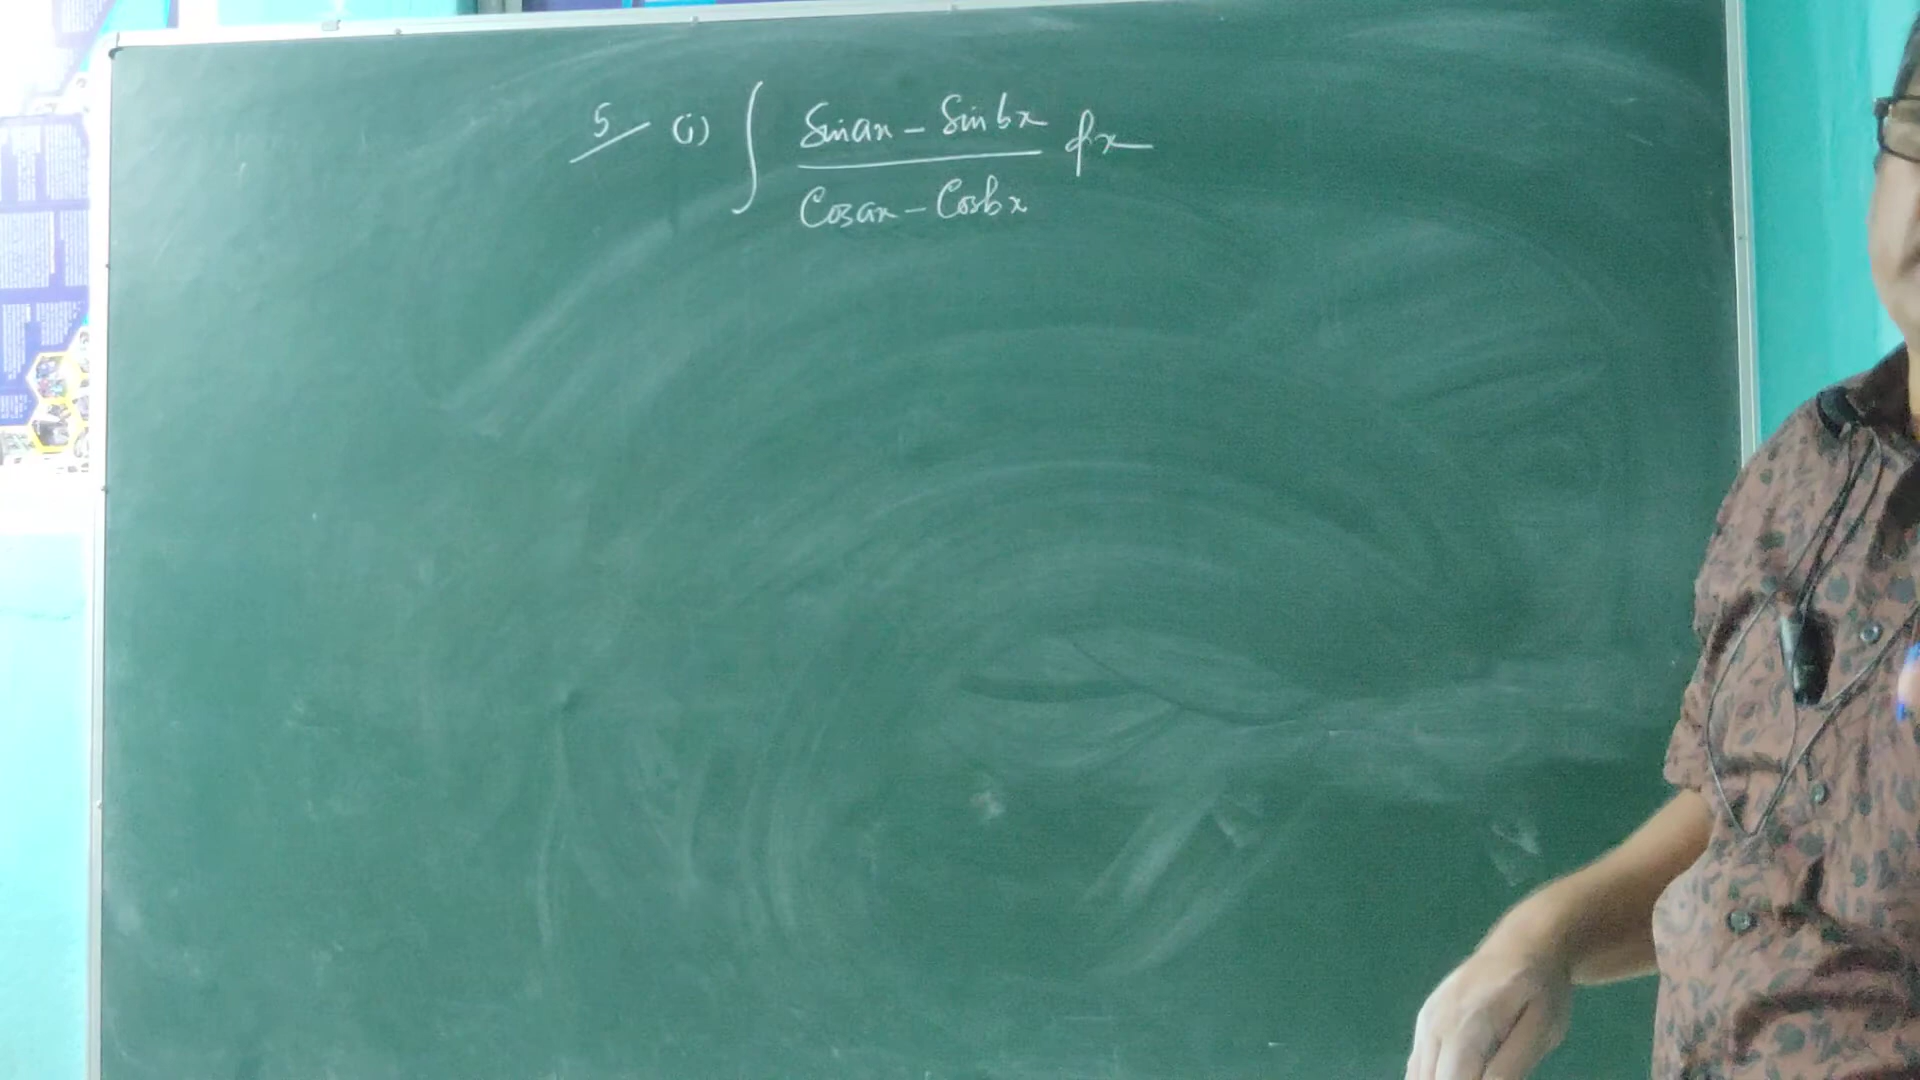 5 (i) ∫ (Sin ax - Sin bx) / (Cos ax - Cos bx) dx